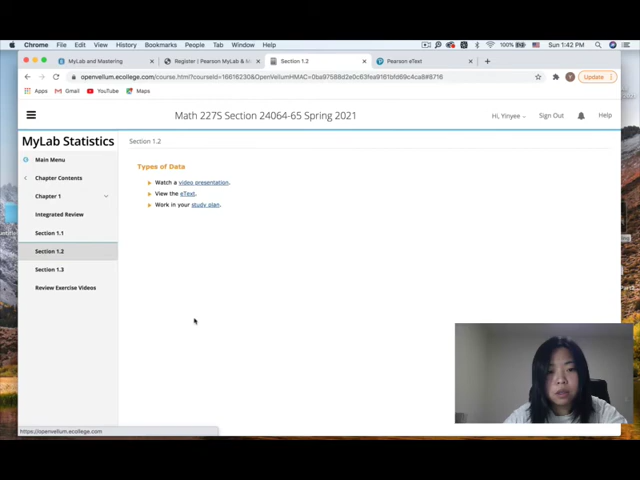 Chrome File Edit View History Bookmarks People Tab Window Help 100% Sun 1:42 PM
MyLab and Mastering Register | Pearson MyLab & M Section 1.2 Pearson eText
openvellum.ecollege.com/course.html?courseId=16616230&OpenVellumHMAC=0ba97588d2e0c63fea9161bfd69c4ca8#8716 Update
Apps Gmail YouTube Maps
Math 227S Section 24064-65 Spring 2021 Hi, Yinyee Sign Out Help
MyLab Statistics Section 1.2
Main Menu
Types of Data
Chapter Contents
Watch a video presentation.
View the eText.
Chapter 1
Work in your study plan.
Integrated Review
Section 1.1
Section 1.2
Section 1.3
Review Exercise Videos
https://openvellum.ecollege.com